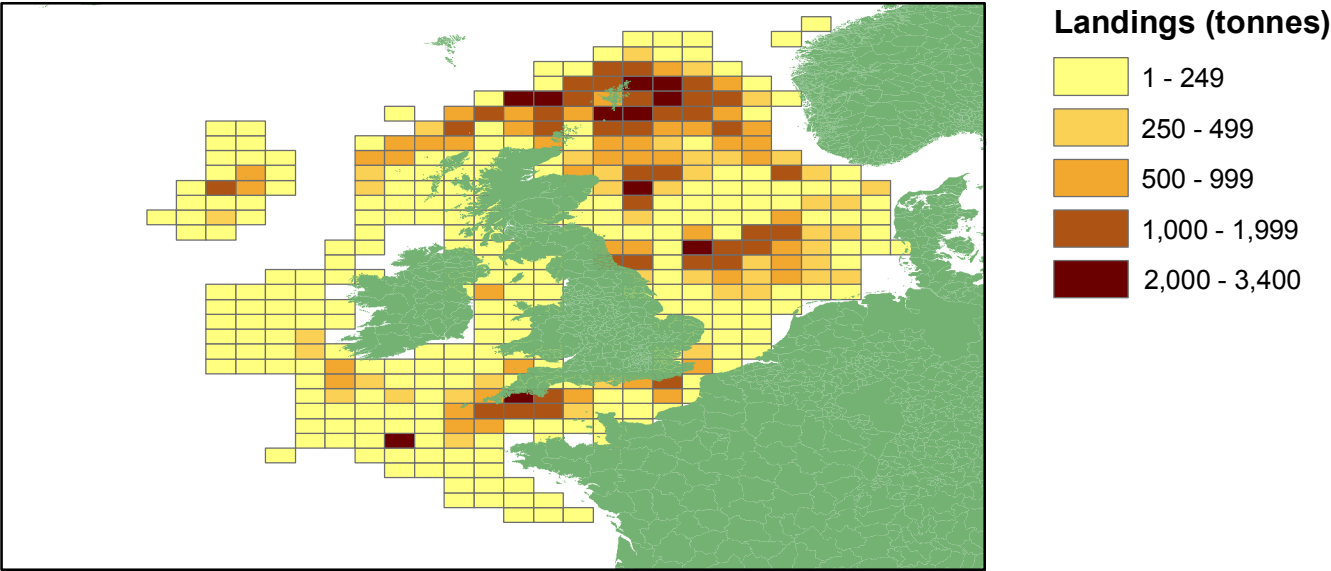 Landings (tonnes)
1 - 249
250 - 499
500 - 999
1,000 - 1,999
2,000 - 3,400